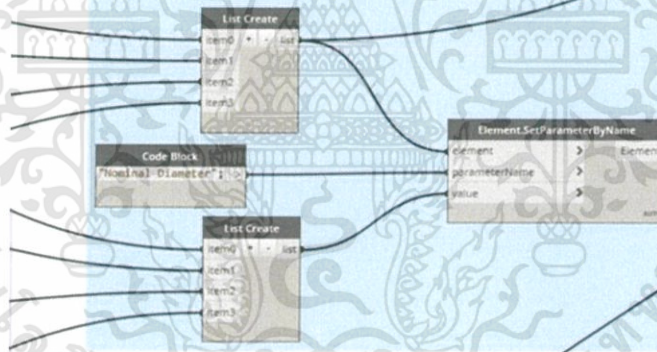 List Create
item0 + - list
item1
item2
item3
Code Block
"Nominal Diameter"; >
Element.SetParameterByName
element > Element
parameterName >
value >
List Create
item0 + - list
item1
item2
item3